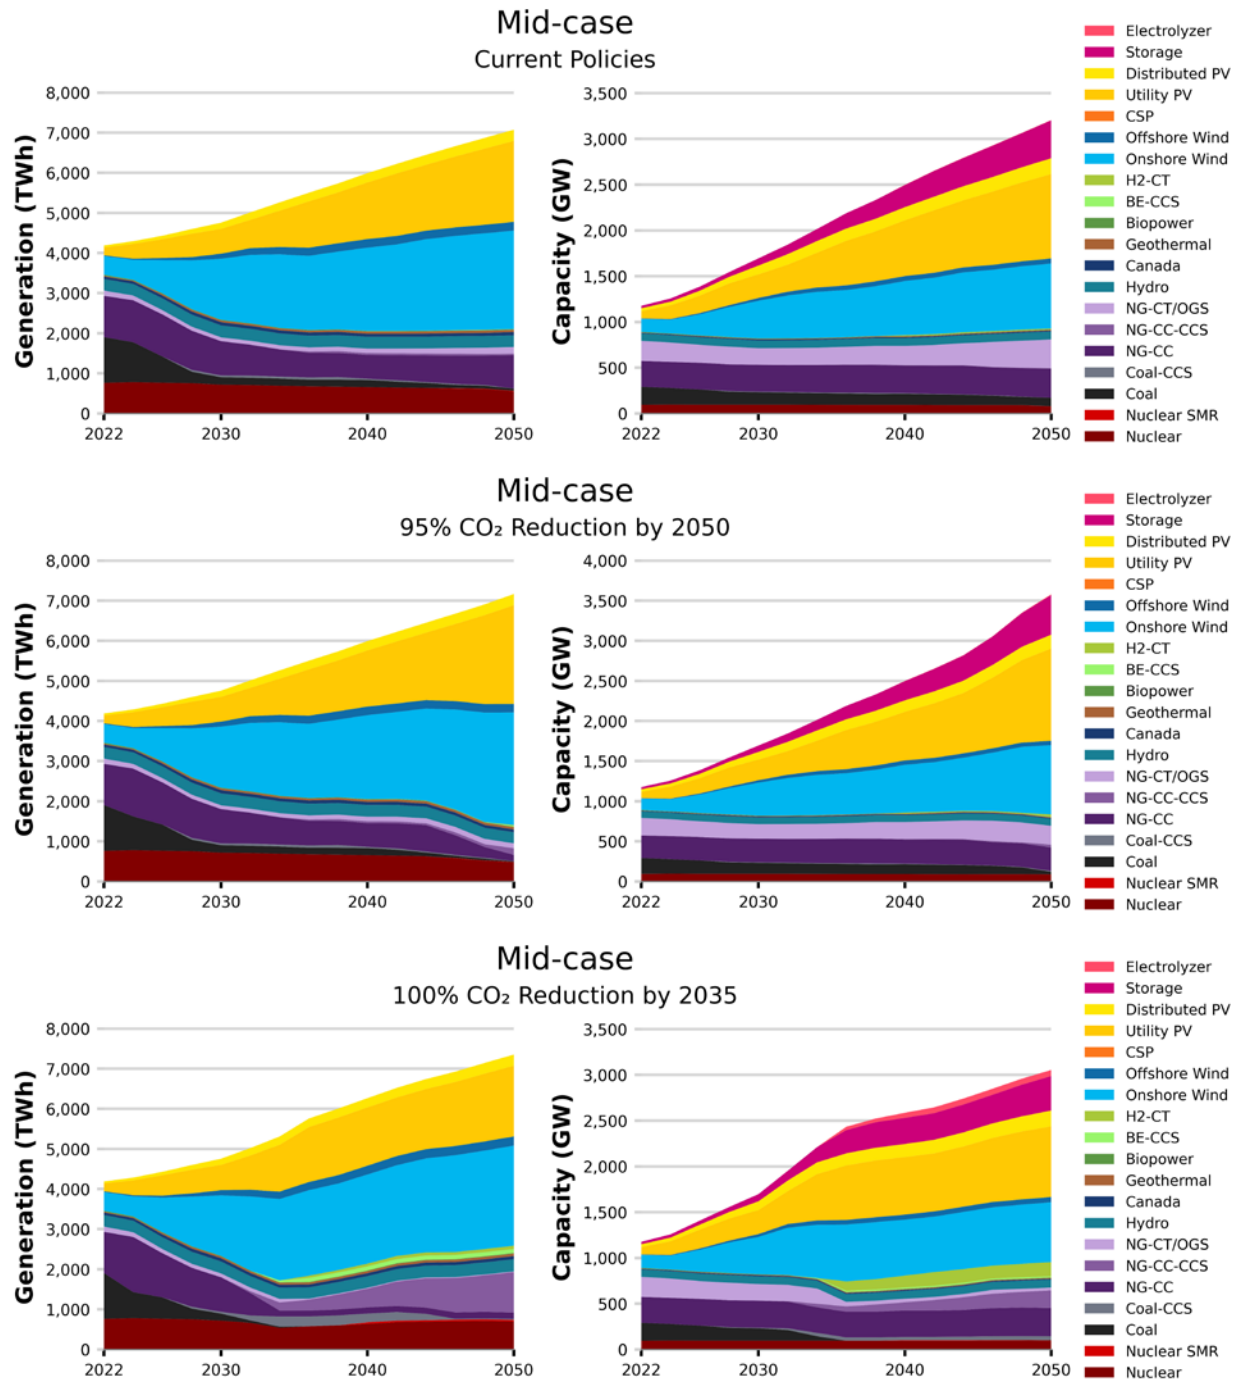 Mid-case
Current Policies
Generation (TWh)
8,000
7,000
6,000
5,000
4,000
3,000
2,000
1,000
0
2022
2030
2040
2050
Capacity (GW)
3,500
3,000
2,500
2,000
1,500
1,000
500
0
2022
2030
2040
2050
Electrolyzer
Storage
Distributed PV
Utility PV
CSP
Offshore Wind
Onshore Wind
H2-CT
BE-CCS
Biopower
Geothermal
Canada
Hydro
NG-CT/OGS
NG-CC-CCS
NG-CC
Coal-CCS
Coal
Nuclear SMR
Nuclear
Mid-case
95% CO₂ Reduction by 2050
Generation (TWh)
8,000
7,000
6,000
5,000
4,000
3,000
2,000
1,000
0
2022
2030
2040
2050
Capacity (GW)
4,000
3,500
3,000
2,500
2,000
1,500
1,000
500
0
2022
2030
2040
2050
Electrolyzer
Storage
Distributed PV
Utility PV
CSP
Offshore Wind
Onshore Wind
H2-CT
BE-CCS
Biopower
Geothermal
Canada
Hydro
NG-CT/OGS
NG-CC-CCS
NG-CC
Coal-CCS
Coal
Nuclear SMR
Nuclear
Mid-case
100% CO₂ Reduction by 2035
Generation (TWh)
8,000
7,000
6,000
5,000
4,000
3,000
2,000
1,000
0
2022
2030
2040
2050
Capacity (GW)
3,500
3,000
2,500
2,000
1,500
1,000
500
0
2022
2030
2040
2050
Electrolyzer
Storage
Distributed PV
Utility PV
CSP
Offshore Wind
Onshore Wind
H2-CT
BE-CCS
Biopower
Geothermal
Canada
Hydro
NG-CT/OGS
NG-CC-CCS
NG-CC
Coal-CCS
Coal
Nuclear SMR
Nuclear